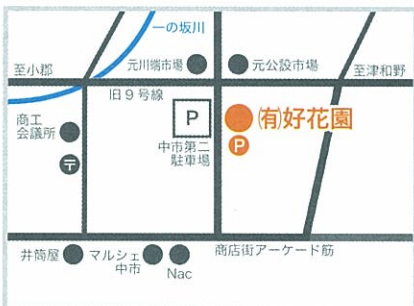 一の坂川
至小郡
元川端市場
元公設市場
至津和野
旧9号線
商工
会議所
〒
P
中市第二
駐車場
㈲好花園
P
井筒屋
マルシェ
中市
Nac
商店街アーケード筋